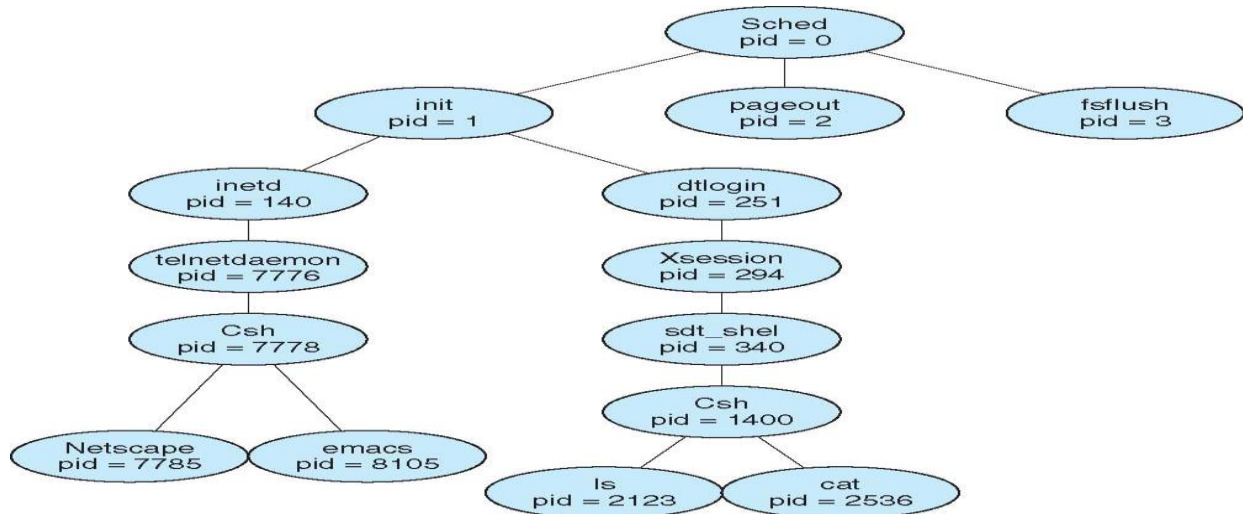 Sched
pid = 0
init
pid = 1
pageout
pid = 2
fsflush
pid = 3
inetd
pid = 140
dtlogin
pid = 251
telnetdaemon
pid = 7776
Xsession
pid = 294
Csh
pid = 7778
sdt_shel
pid = 340
Csh
pid = 1400
Netscape
pid = 7785
emacs
pid = 8105
ls
pid = 2123
cat
pid = 2536